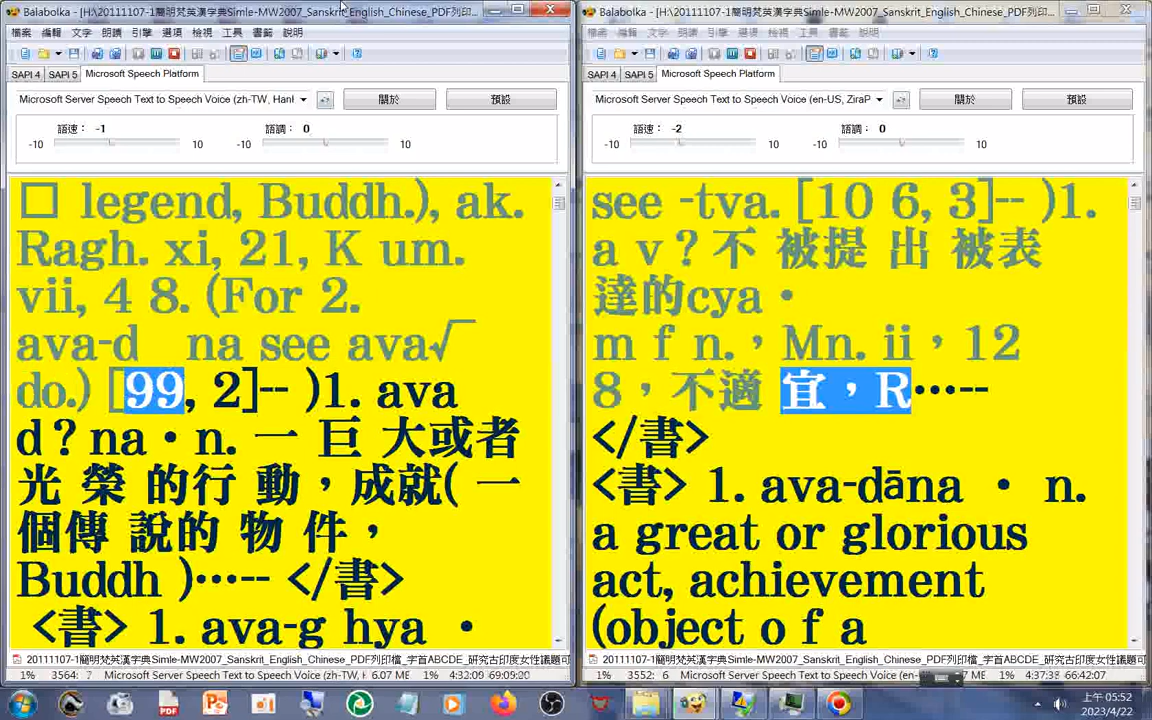 Balabolka - [H:\20111107-1簡明梵英漢字典Simle-MW2007_Sanskrit_English_Chinese_PDF列印...
檔案 編輯 文字 朗讀 引擎 選項 檢視 工具 書籤 說明
SAPI 4 SAPI 5 Microsoft Speech Platform
Microsoft Server Speech Text to Speech Voice (zh-TW, Hanl
關於 預設
語速： -1 語調： 0
-10 10 -10 10
□ legend, Buddh.), ak.
Ragh. xi, 21, K um.
vii, 4 8. (For 2.
ava-d na see ava√
do.) [99, 2]-- )1. ava
d？na•n. 一 巨 大或者
光 榮 的行 動，成就( 一
個傳 說的 物 件，
Buddh )…-- </書>
<書> 1. ava-g hya •
20111107-1簡明梵英漢字典Simle-MW2007_Sanskrit_English_Chinese_PDF列印檔_字首ABCDE_研究古印度女性議題可
1% 3564: 7 Microsoft Server Speech Text to Speech Voice (zh-TW, H 6.07 MB 1% 4:32:09 69:09:20
Balabolka - [H:\20111107-1簡明梵英漢字典Simle-MW2007_Sanskrit_English_Chinese_PDF列印...
檔案 編輯 文字 朗讀 引擎 選項 檢視 工具 書籤 說明
SAPI 4 SAPI 5 Microsoft Speech Platform
Microsoft Server Speech Text to Speech Voice (en-US, ZiraP
關於 預設
語速： -2 語調： 0
-10 10 -10 10
see -tva. [10 6, 3]-- )1.
a v？不 被提 出 被表
達的cya•
m f n.，Mn. ii，12
8，不適 宜，R…--
</書>
<書> 1. ava-dāna • n.
a great or glorious
act, achievement
(object o f a
20111107-1簡明梵英漢字典Simle-MW2007_Sanskrit_English_Chinese_PDF列印檔_字首ABCDE_研究古印度女性議題可
1% 3552: 6 Microsoft Server Speech Text to Speech Voice 1% 4:37:38 66:42:07
上午 05:52
2023/4/22